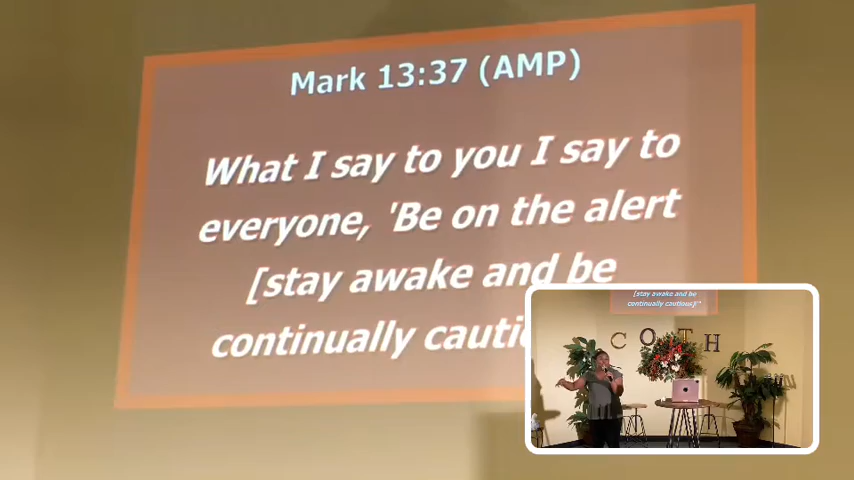 Mark 13:37 (AMP)
What I say to you I say to
everyone, 'Be on the alert
[stay awake and be
continually cauti
[stay awake and be
continually cautious]!'"
C O T H